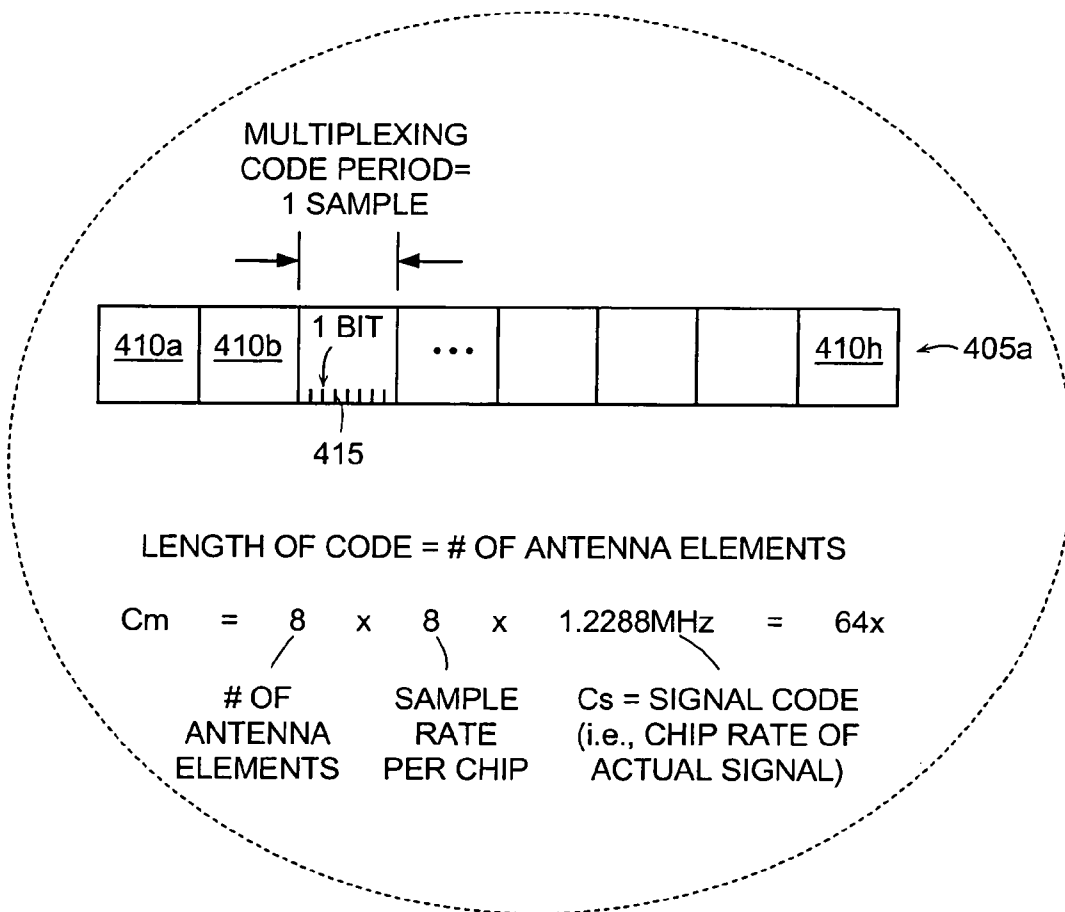 MULTIPLEXING
CODE PERIOD=
1 SAMPLE
410a 410b 1 BIT ••• 410h 405a
415
LENGTH OF CODE = # OF ANTENNA ELEMENTS
Cm = 8 x 8 x 1.2288MHz = 64x
# OF
ANTENNA
ELEMENTS
SAMPLE
RATE
PER CHIP
Cs = SIGNAL CODE
(i.e., CHIP RATE OF
ACTUAL SIGNAL)